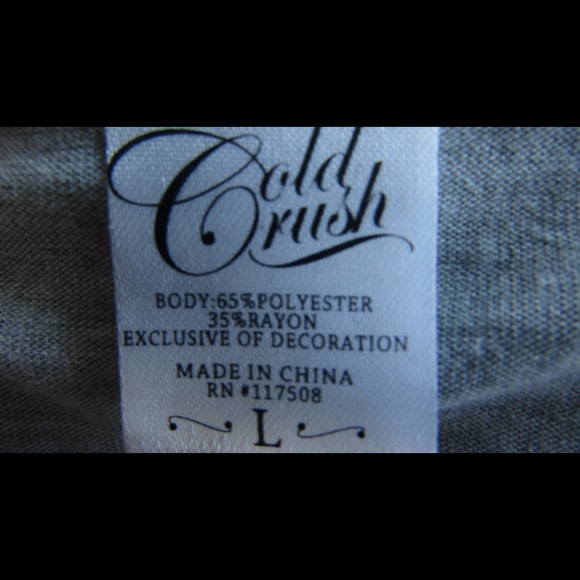 Cold
Crush
BODY:65%POLYESTER
35%RAYON
EXCLUSIVE OF DECORATION
MADE IN CHINA
RN #117508
L